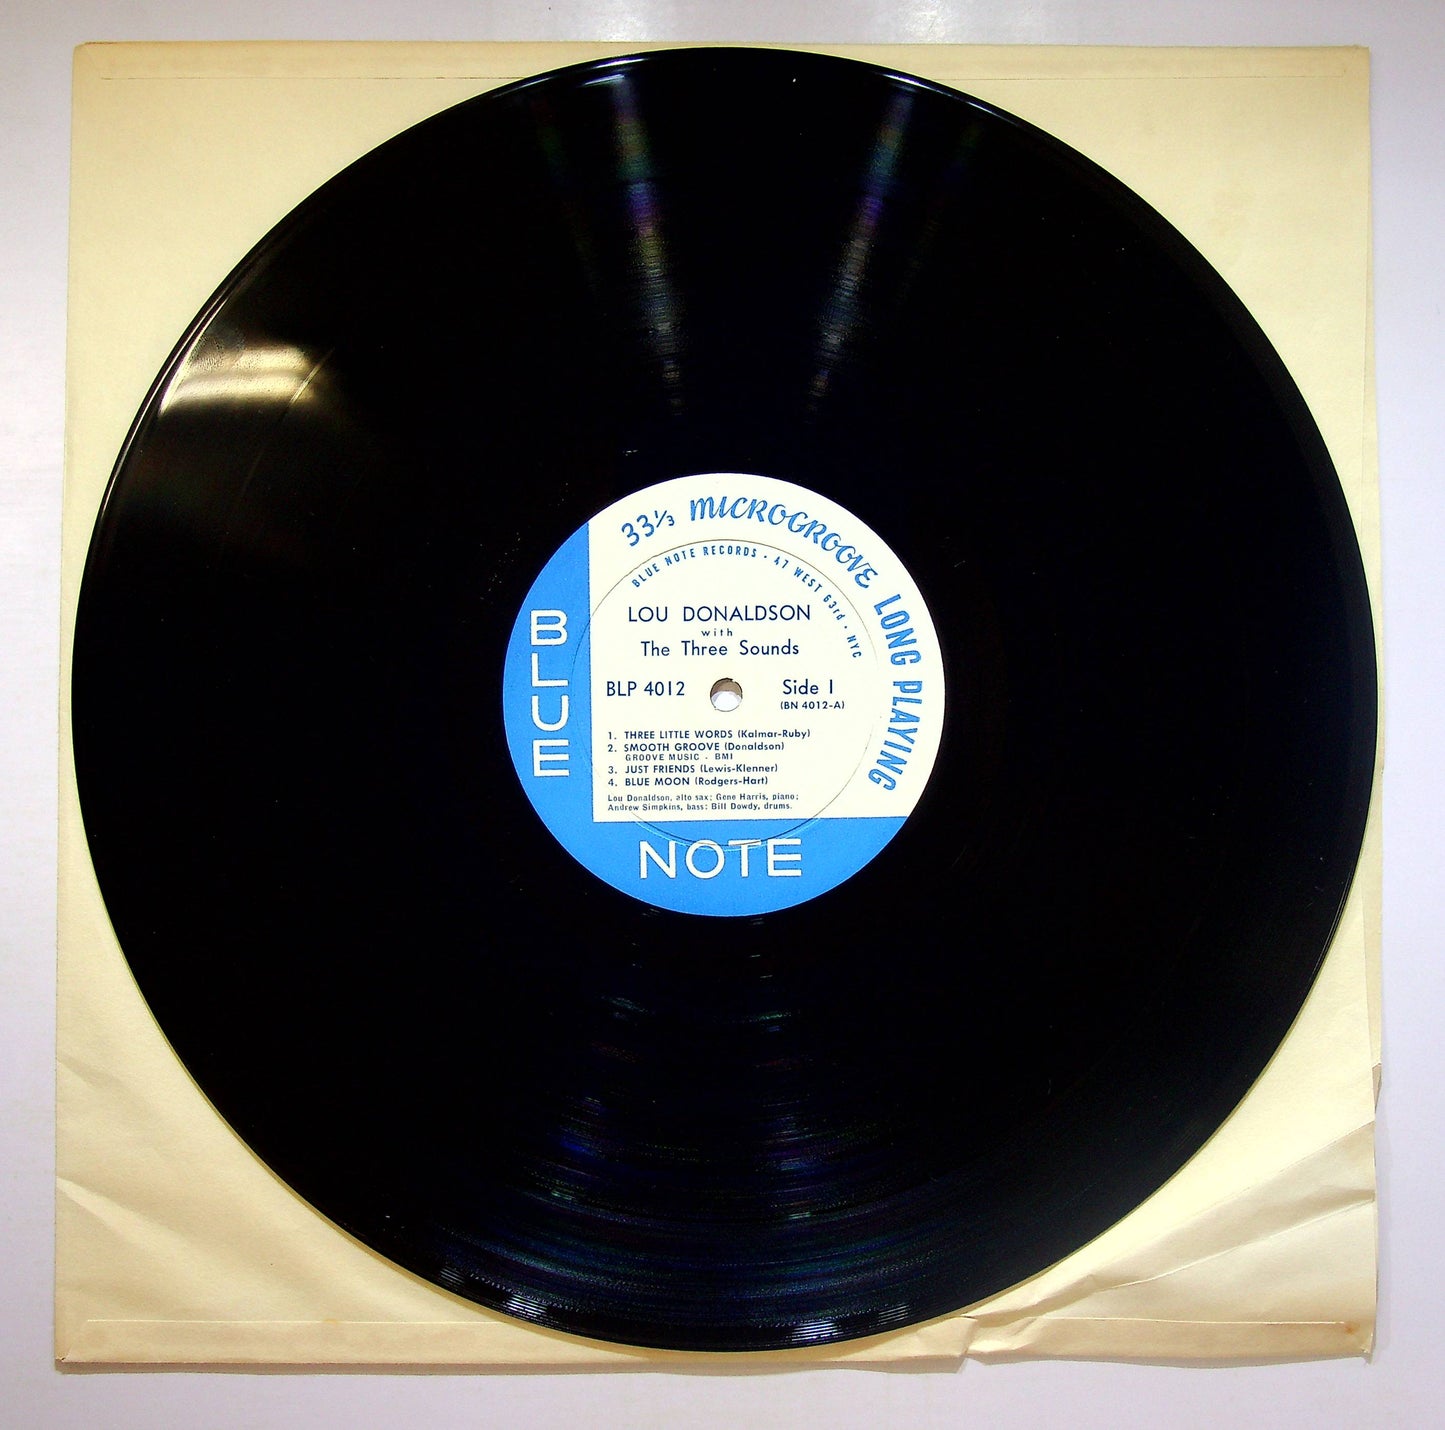 33⅓ MICROGROOVE LONG PLAYING
BLUE NOTE RECORDS · 47 WEST 63rd · NYC
LOU DONALDSON
with
The Three Sounds
BLP 4012
Side 1
(BN 4012-A)
1. THREE LITTLE WORDS (Kalmar-Ruby)
2. SMOOTH GROOVE (Donaldson)
GROOVE MUSIC - BMI
3. JUST FRIENDS (Lewis-Klenner)
4. BLUE MOON (Rodgers-Hart)
Lou Donaldson, alto sax; Gene Harris, piano;
Andrew Simpkins, bass; Bill Dowdy, drums.
BLUE
NOTE